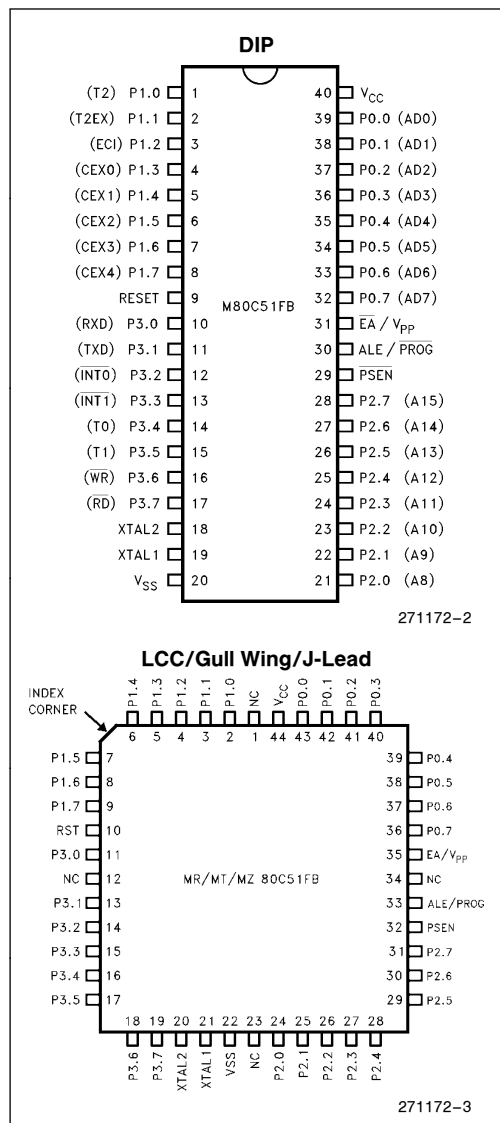 DIP
(T2) P1.0 1 40 VCC
(T2EX) P1.1 2 39 P0.0 (AD0)
(ECI) P1.2 3 38 P0.1 (AD1)
(CEX0) P1.3 4 37 P0.2 (AD2)
(CEX1) P1.4 5 36 P0.3 (AD3)
(CEX2) P1.5 6 35 P0.4 (AD4)
(CEX3) P1.6 7 34 P0.5 (AD5)
(CEX4) P1.7 8 33 P0.6 (AD6)
RESET 9 M80C51FB 32 P0.7 (AD7)
(RXD) P3.0 10 31 EA / VPP
(TXD) P3.1 11 30 ALE / PROG
(INT0) P3.2 12 29 PSEN
(INT1) P3.3 13 28 P2.7 (A15)
(T0) P3.4 14 27 P2.6 (A14)
(T1) P3.5 15 26 P2.5 (A13)
(WR) P3.6 16 25 P2.4 (A12)
(RD) P3.7 17 24 P2.3 (A11)
XTAL2 18 23 P2.2 (A10)
XTAL1 19 22 P2.1 (A9)
VSS 20 21 P2.0 (A8)
271172-2
LCC/Gull Wing/J-Lead
INDEX
CORNER
P1.4 P1.3 P1.2 P1.1 P1.0 NC VCC P0.0 P0.1 P0.2 P0.3
6 5 4 3 2 1 44 43 42 41 40
P1.5 7 39 P0.4
P1.6 8 38 P0.5
P1.7 9 37 P0.6
RST 10 36 P0.7
P3.0 11 35 EA/VPP
NC 12 MR/MT/MZ 80C51FB 34 NC
P3.1 13 33 ALE/PROG
P3.2 14 32 PSEN
P3.3 15 31 P2.7
P3.4 16 30 P2.6
P3.5 17 29 P2.5
18 19 20 21 22 23 24 25 26 27 28
P3.6 P3.7 XTAL2 XTAL1 VSS NC P2.0 P2.1 P2.2 P2.3 P2.4
271172-3